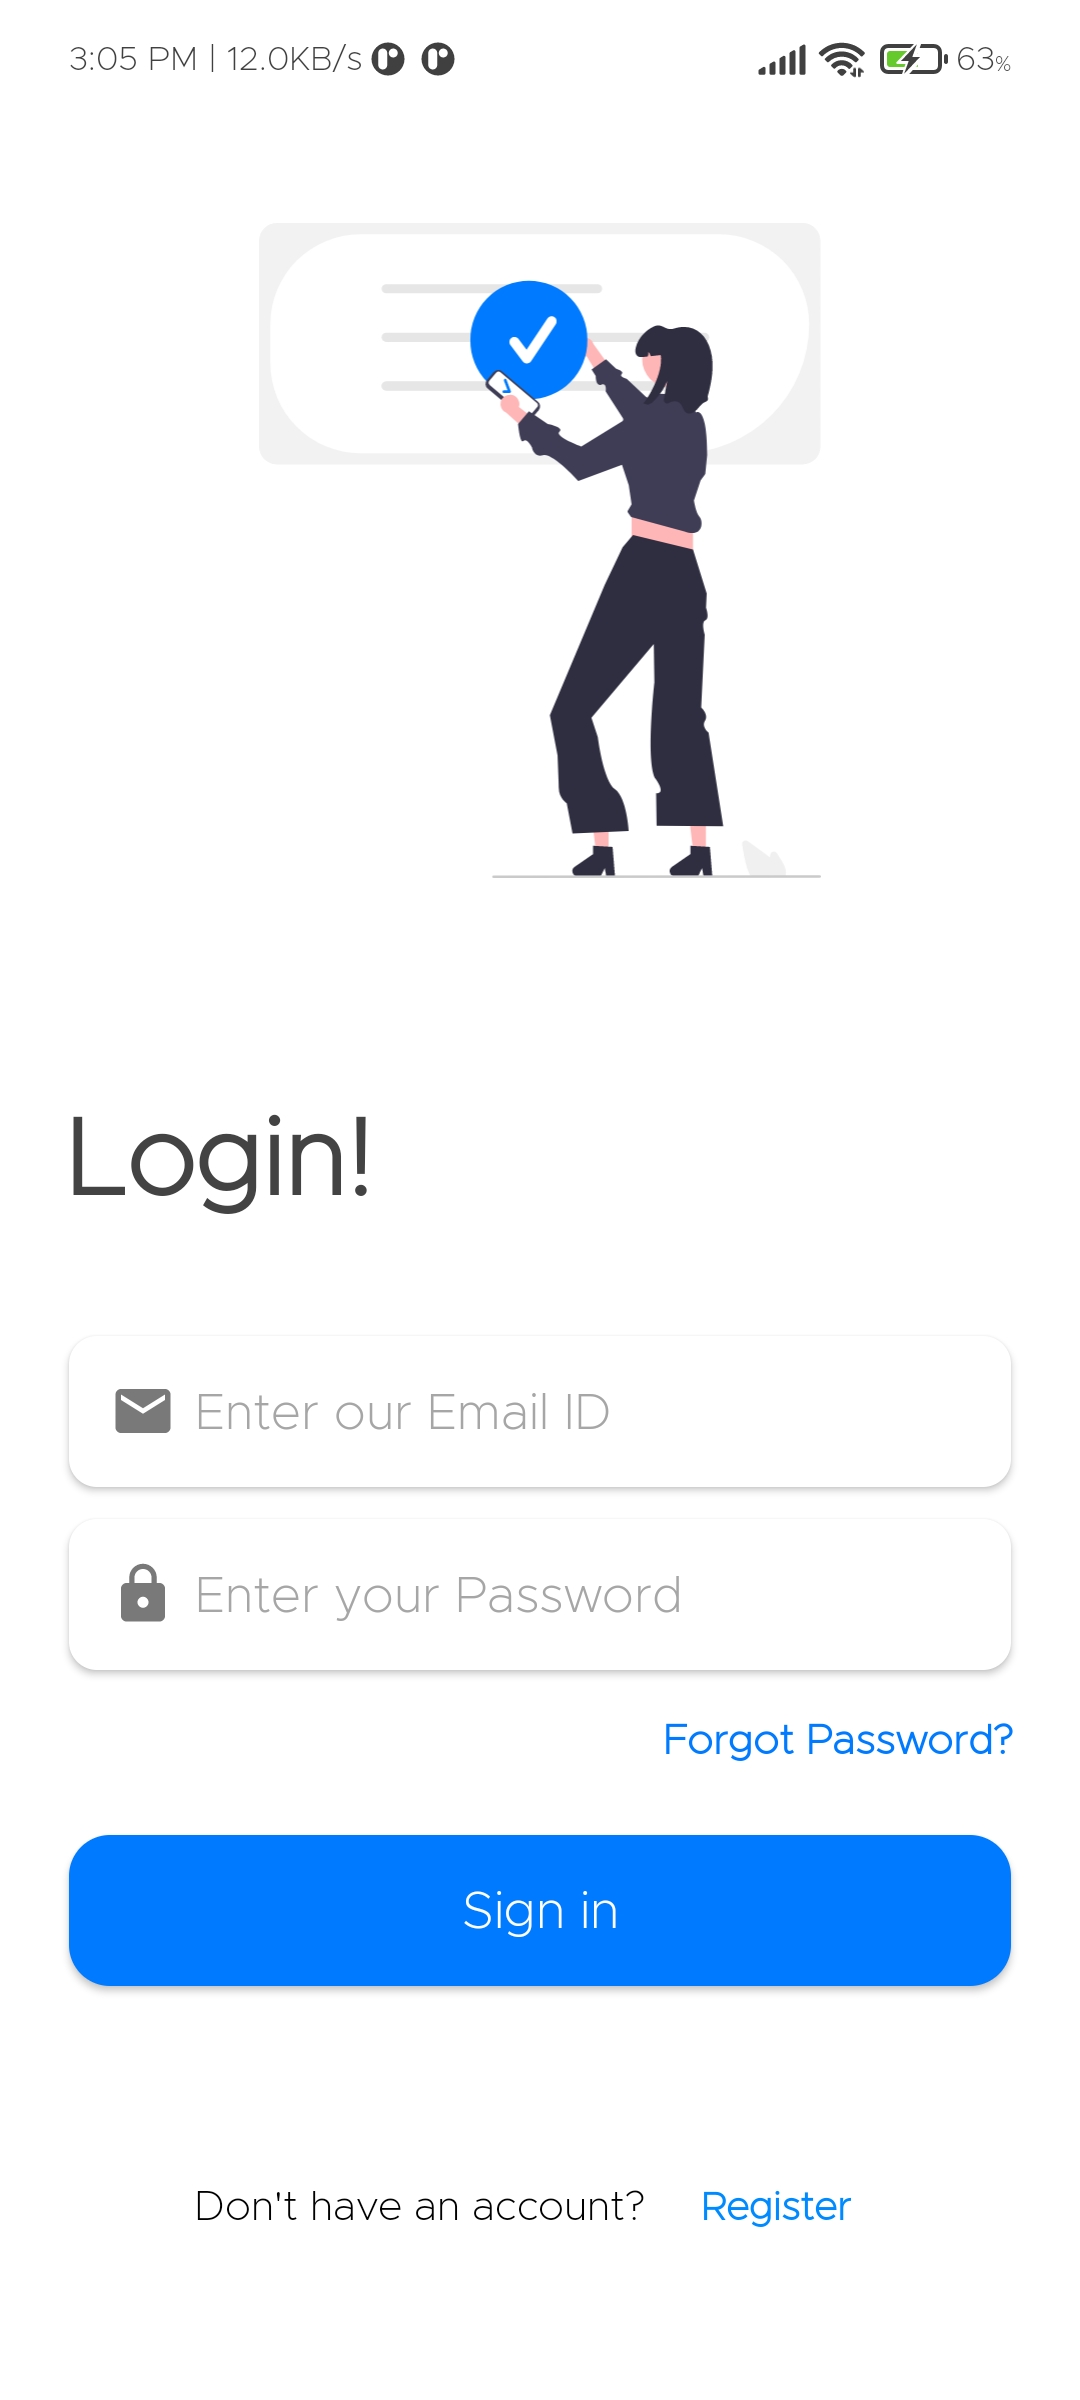 3:05 PM | 12.0KB/s 63%
Login!
Enter our Email ID
Enter your Password
Forgot Password?
Sign in
Don't have an account? Register